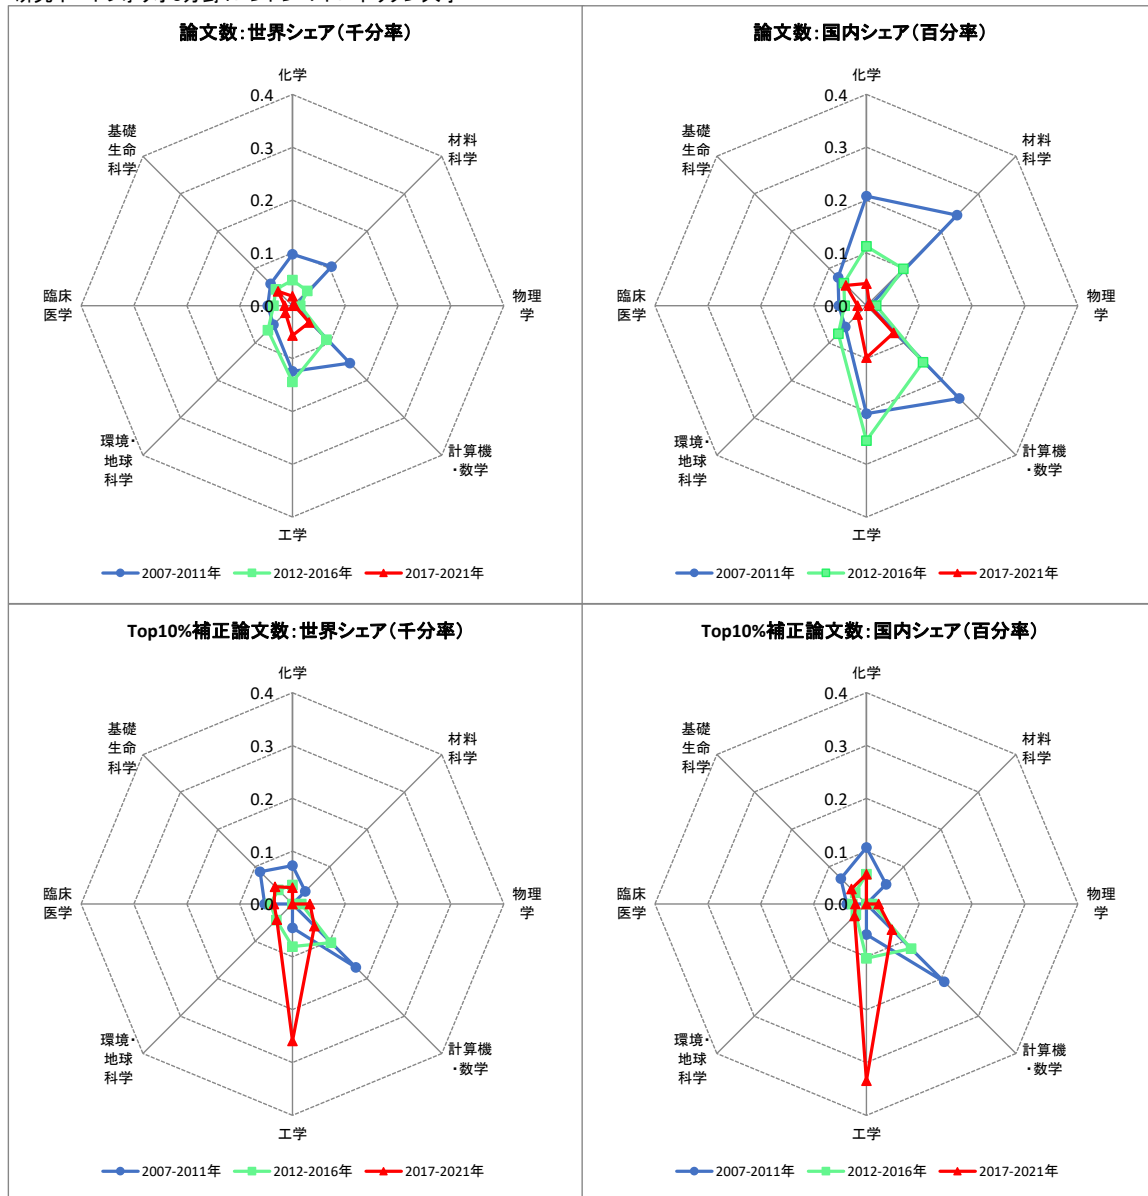 論文数:世界シェア(千分率)
化学
0.4
0.3
0.2
0.1
0.0
材料
科学
物理
学
計算機
・数学
工学
環境・
地球
科学
臨床
医学
基礎
生命
科学
2007-2011年
2012-2016年
2017-2021年
論文数:国内シェア(百分率)
化学
0.4
0.3
0.2
0.1
0.0
材料
科学
物理
学
計算機
・数学
工学
環境・
地球
科学
臨床
医学
基礎
生命
科学
2007-2011年
2012-2016年
2017-2021年
Top10%補正論文数:世界シェア(千分率)
化学
0.4
0.3
0.2
0.1
0.0
材料
科学
物理
学
計算機
・数学
工学
環境・
地球
科学
臨床
医学
基礎
生命
科学
2007-2011年
2012-2016年
2017-2021年
Top10%補正論文数:国内シェア(百分率)
化学
0.4
0.3
0.2
0.1
0.0
材料
科学
物理
学
計算機
・数学
工学
環境・
地球
科学
臨床
医学
基礎
生命
科学
2007-2011年
2012-2016年
2017-2021年